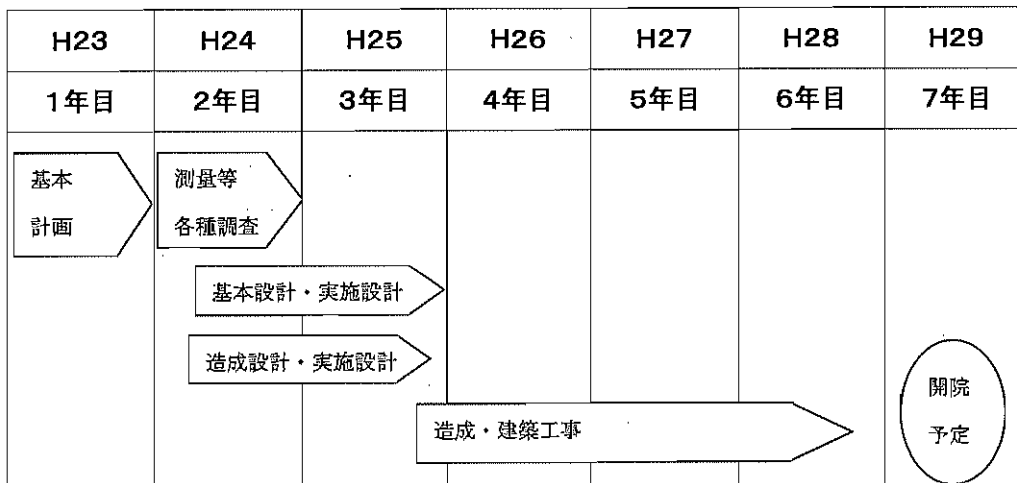 H23 H24 H25 H26 H27 H28 H29
1年目 2年目 3年目 4年目 5年目 6年目 7年目
基本
計画
測量等
各種調査
基本設計・実施設計
造成設計・実施設計
造成・建築工事
開院
予定